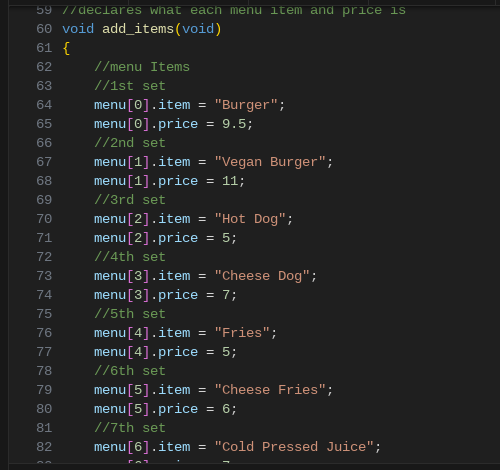 59 //declares what each menu item and price is
60 void add_items(void)
61 {
62 //menu Items
63 //1st set
64 menu[0].item = "Burger";
65 menu[0].price = 9.5;
66 //2nd set
67 menu[1].item = "Vegan Burger";
68 menu[1].price = 11;
69 //3rd set
70 menu[2].item = "Hot Dog";
71 menu[2].price = 5;
72 //4th set
73 menu[3].item = "Cheese Dog";
74 menu[3].price = 7;
75 //5th set
76 menu[4].item = "Fries";
77 menu[4].price = 5;
78 //6th set
79 menu[5].item = "Cheese Fries";
80 menu[5].price = 6;
81 //7th set
82 menu[6].item = "Cold Pressed Juice";